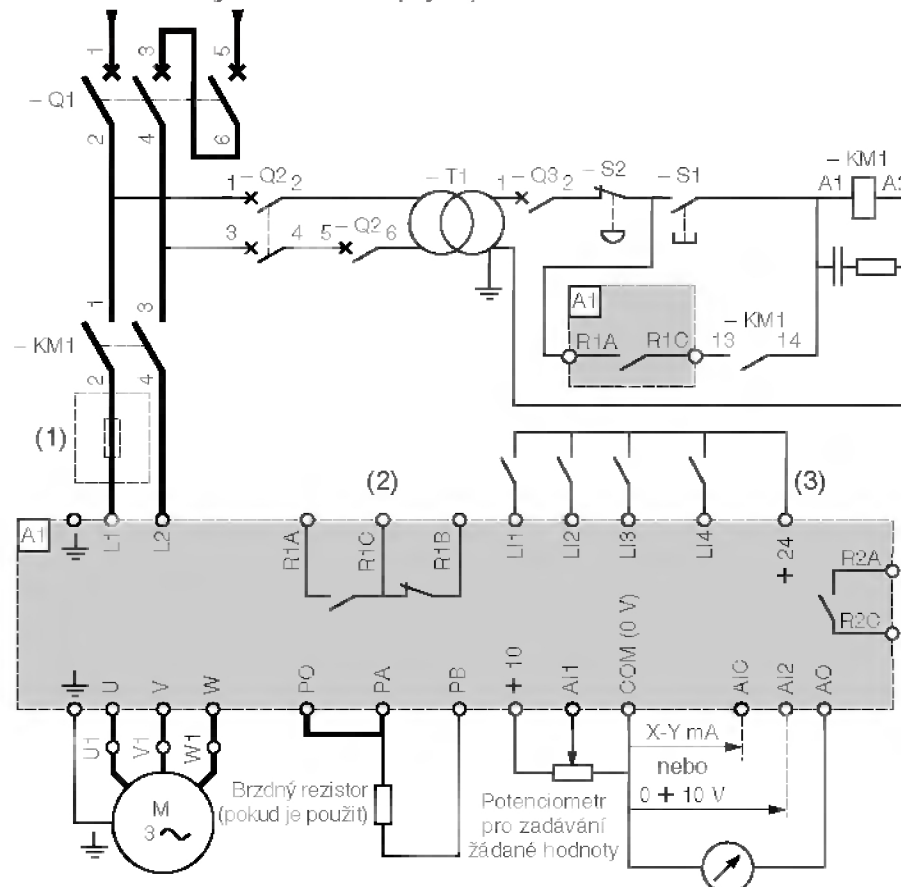 1
3
5
– Q1
2
4
6
1 – Q2 2
– T1
1 – Q3 2
– S2
– S1
– KM1
A1
3
4
5 – Q2 6
A1
R1A
R1C
– KM1
13
14
1
3
– KM1
2
4
(1)
(2)
(3)
A1
L1
L2
R1A
R1C
R1B
LI1
LI2
LI3
LI4
+ 24
R2A
R2C
U
V
W
PO
PA
PB
+ 10
AI1
COM (0 V)
AIC
AI2
AO
U1
V1
W1
M
3 ~
Brzdný rezistor
(pokud je použit)
Potenciometr
pro zadávání
žádané hodnoty
X-Y mA
nebo
0 + 10 V